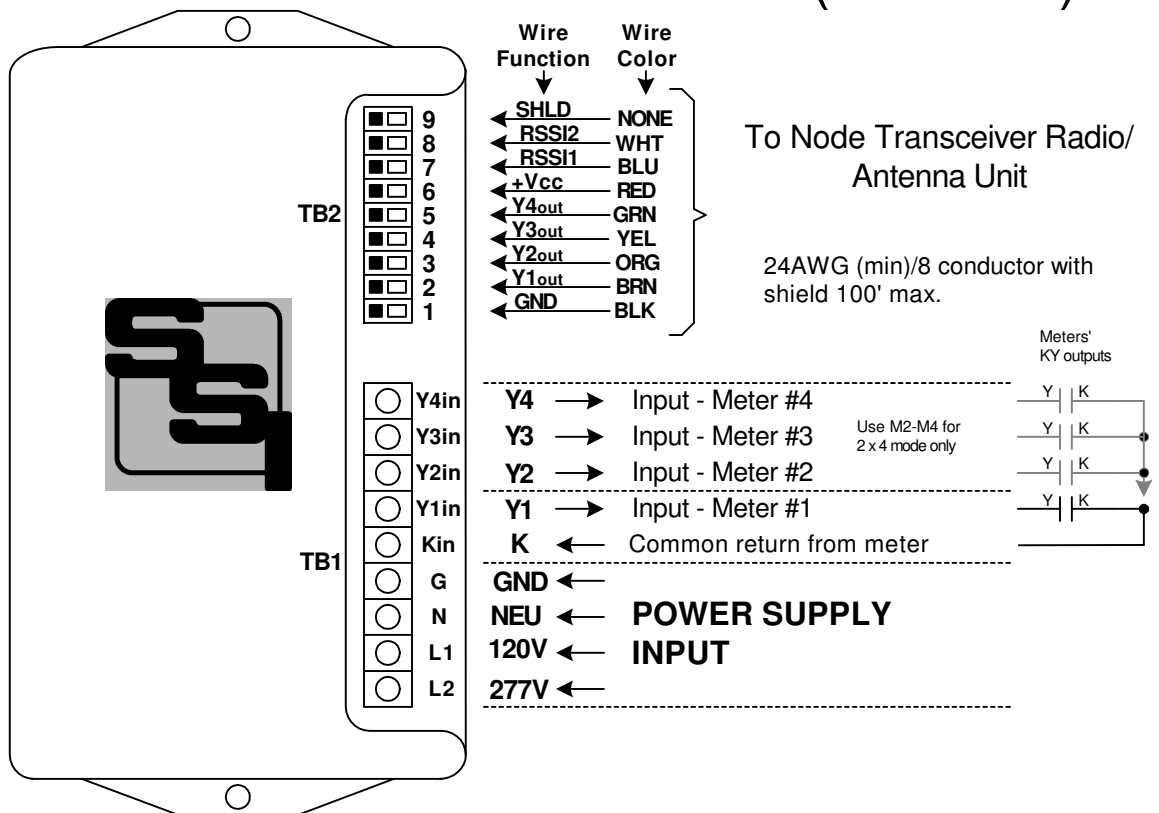 Wire Wire
Function Color
9 SHLD NONE
8 RSSI2 WHT
7 RSSI1 BLU
6 +Vcc RED
TB2 5 Y4out GRN
4 Y3out YEL
3 Y2out ORG
2 Y1out BRN
1 GND BLK
To Node Transceiver Radio/
Antenna Unit
24AWG (min)/8 conductor with
shield 100' max.
Meters'
KY outputs
SSI
Y4in Y4 Input - Meter #4 Y K
Y3in Y3 Input - Meter #3 Y K
Use M2-M4 for
2 x 4 mode only
Y2in Y2 Input - Meter #2 Y K
Y1in Y1 Input - Meter #1 Y K
Kin K Common return from meter
TB1
G GND
N NEU POWER SUPPLY
L1 120V INPUT
L2 277V